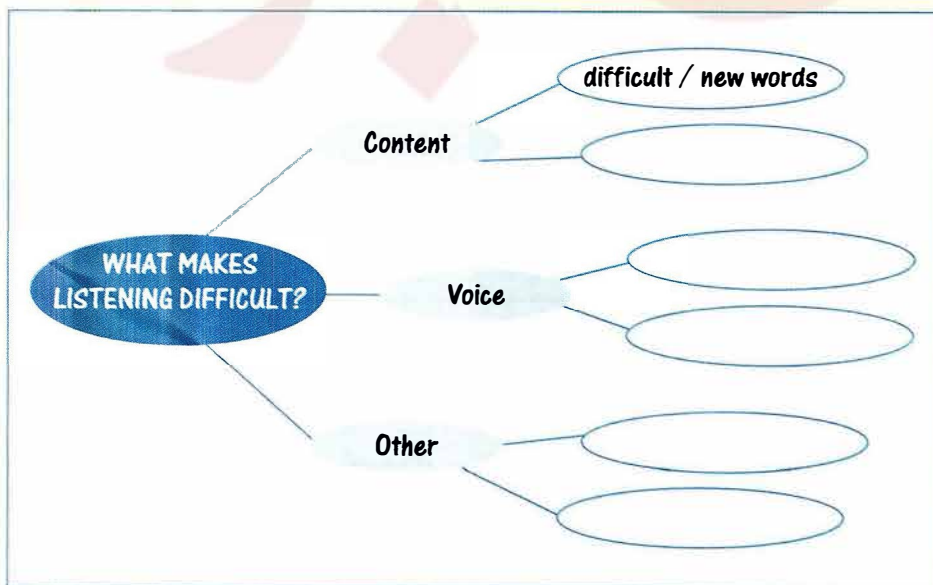 difficult / new words
Content
WHAT MAKES
LISTENING DIFFICULT?
Voice
Other